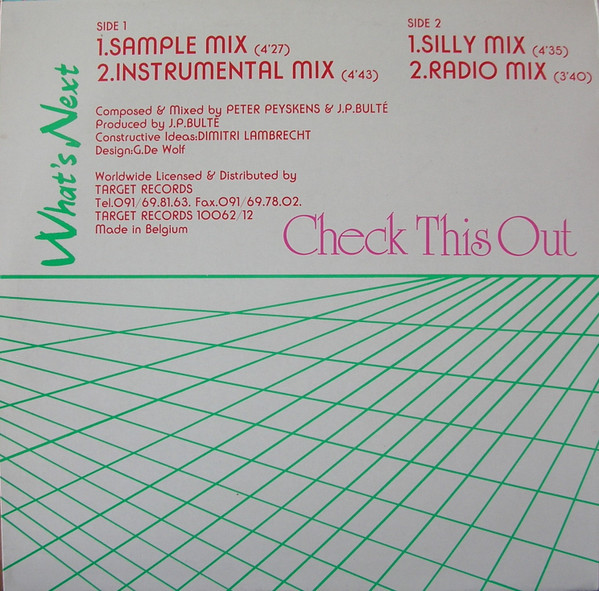 What's Next
SIDE 1
1.SAMPLE MIX (4'27)
2.INSTRUMENTAL MIX (4'43)
SIDE 2
1.SILLY MIX (4'35)
2.RADIO MIX (3'40)
Composed & Mixed by PETER PEYSKENS & J.P.BULTÉ
Produced by J.P.BULTÉ
Constructive Ideas:DIMITRI LAMBRECHT
Design:G.De Wolf
Worldwide Licensed & Distributed by
TARGET RECORDS
Tel.091/69.81.63. Fax.091/69.78.02.
TARGET RECORDS 10062/12
Made in Belgium
Check This Out